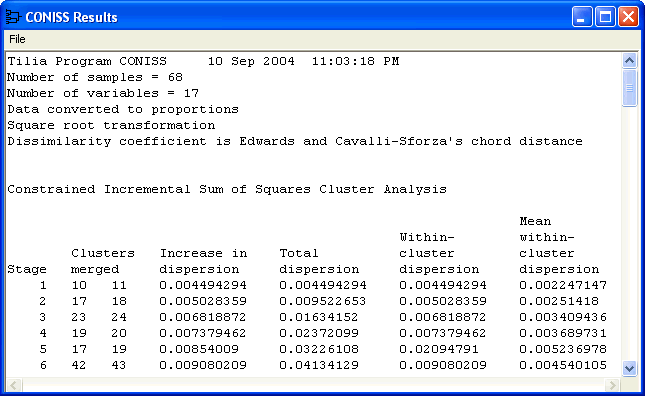 CONISS Results
File
Tilia Program CONISS 10 Sep 2004 11:03:18 PM
Number of samples = 68
Number of variables = 17
Data converted to proportions
Square root transformation
Dissimilarity coefficient is Edwards and Cavalli-Sforza's chord distance
Constrained Incremental Sum of Squares Cluster Analysis
Mean
Within- within-
Clusters Increase in Total cluster cluster
Stage merged dispersion dispersion dispersion dispersion
1 10 11 0.004494294 0.004494294 0.004494294 0.002247147
2 17 18 0.005028359 0.009522653 0.005028359 0.00251418
3 23 24 0.006818872 0.01634152 0.006818872 0.003409436
4 19 20 0.007379462 0.02372099 0.007379462 0.003689731
5 17 19 0.00854009 0.03226108 0.02094791 0.005236978
6 42 43 0.009080209 0.04134129 0.009080209 0.004540105